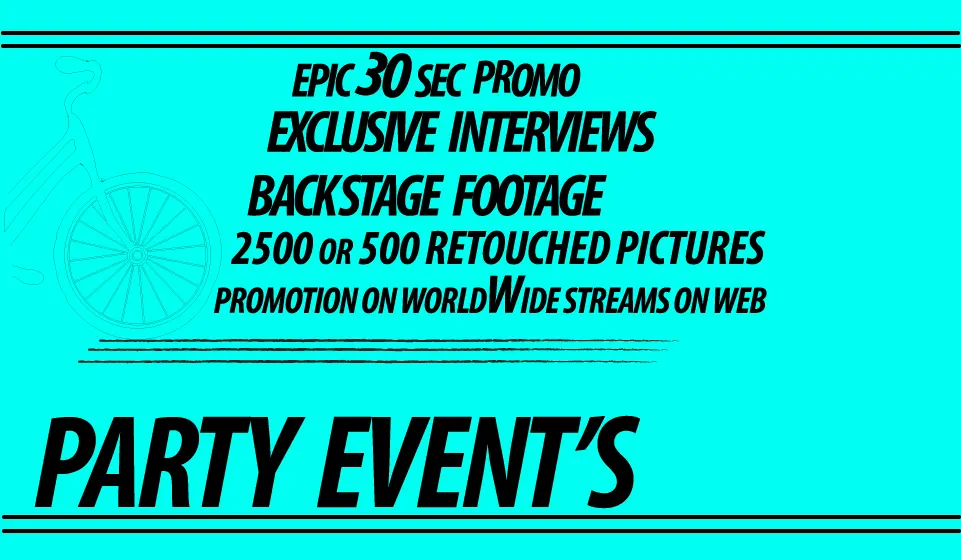 EPIC 30 SEC PROMO
EXCLUSIVE INTERVIEWS
BACKSTAGE FOOTAGE
2500 OR 500 RETOUCHED PICTURES
PROMOTION ON WORLDWIDE STREAMS ON WEB
PARTY EVENT'S